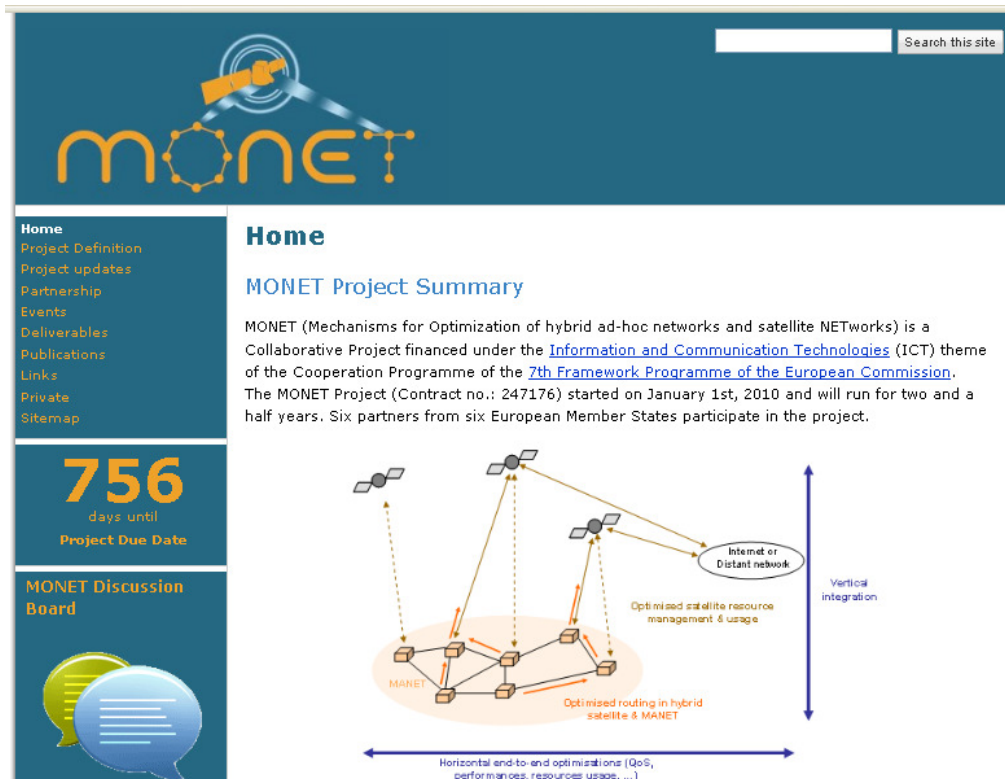 Search this site
MONET
Home
Project Definition
Project updates
Partnership
Events
Deliverables
Publications
Links
Private
Sitemap
756
days until
Project Due Date
MONET Discussion
Board
Home
MONET Project Summary
MONET (Mechanisms for Optimization of hybrid ad-hoc networks and satellite NETworks) is a
Collaborative Project financed under the Information and Communication Technologies (ICT) theme
of the Cooperation Programme of the 7th Framework Programme of the European Commission.
The MONET Project (Contract no.: 247176) started on January 1st, 2010 and will run for two and a
half years. Six partners from six European Member States participate in the project.
Internet or
Distant network
Vertical
integration
Optimised satellite resource
management & usage
MANET
Optimised routing in hybrid
satellite & MANET
Horizontal end-to-end optimisations (QoS,
performances, resources usage, ...)